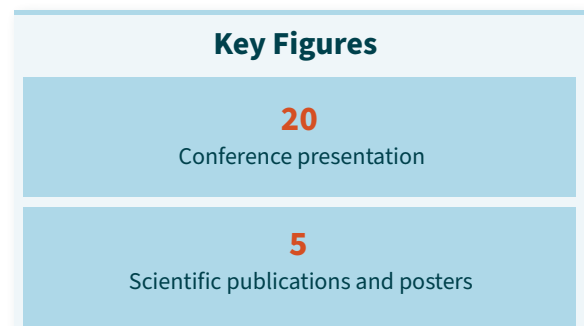 Key Figures
20
Conference presentation
5
Scientific publications and posters